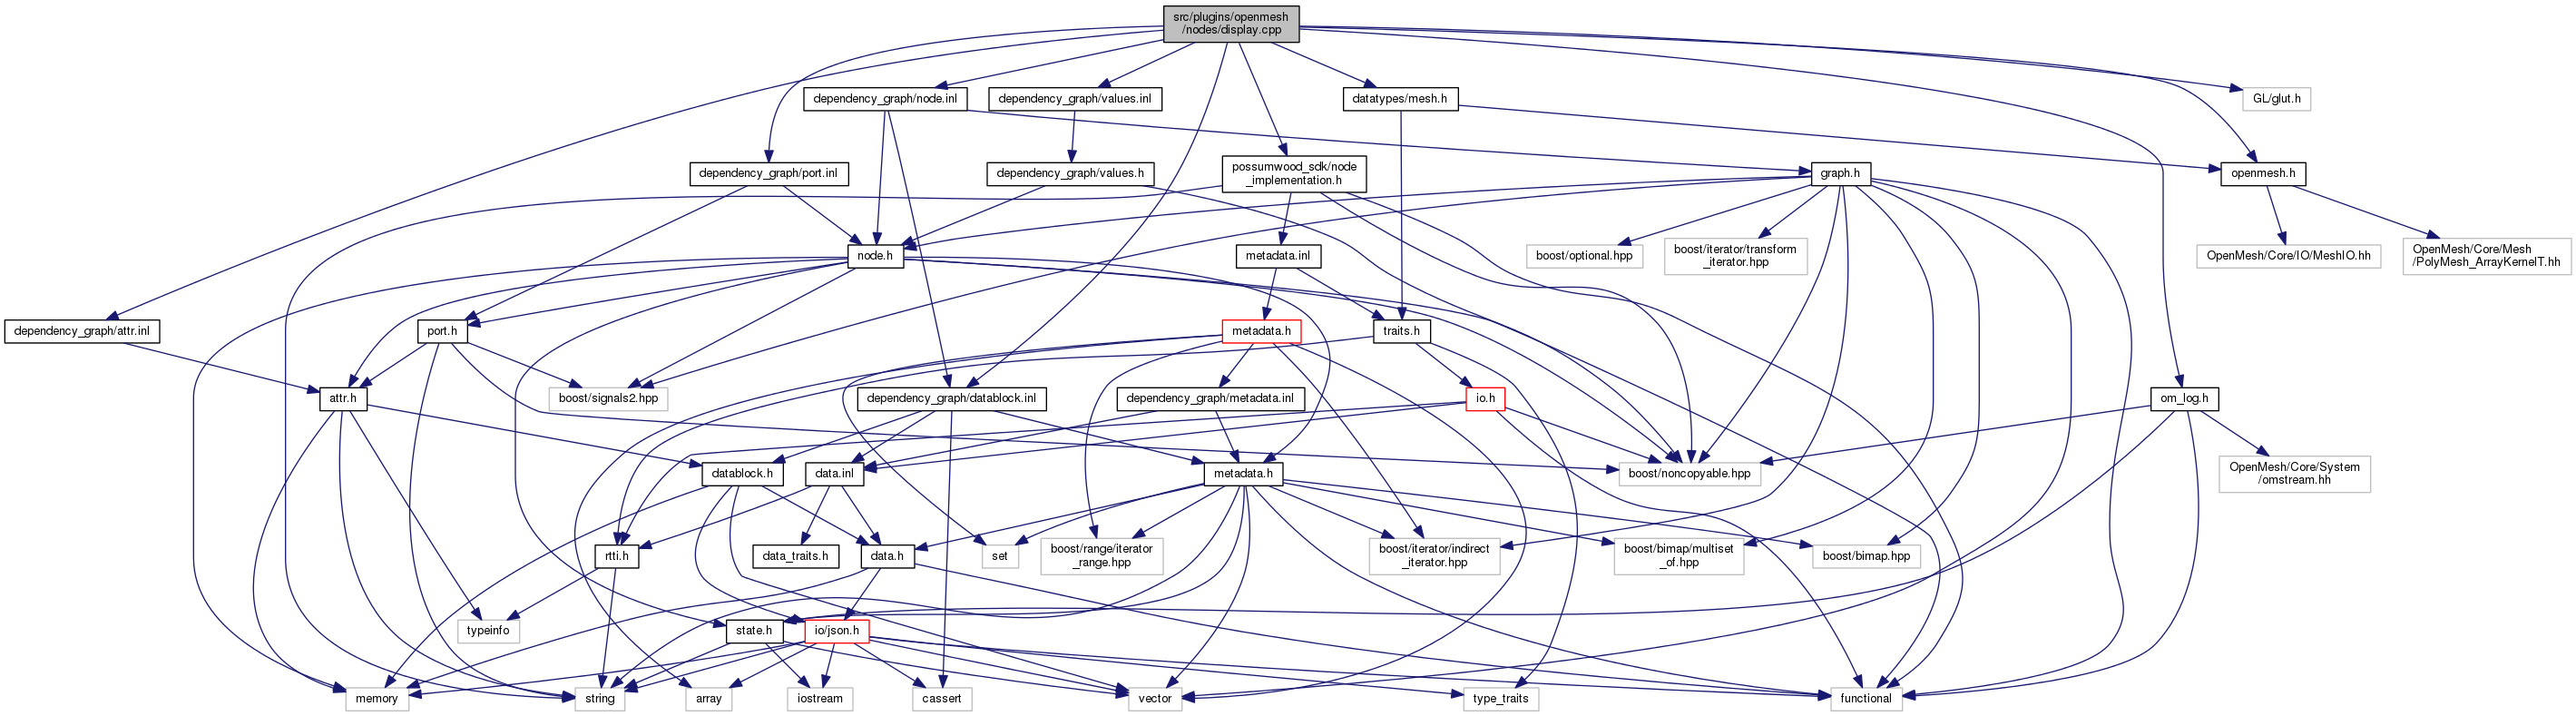 src/plugins/openmesh
/nodes/display.cpp
dependency_graph/node.inl
dependency_graph/values.inl
datatypes/mesh.h
GL/glut.h
dependency_graph/port.inl
dependency_graph/values.h
possumwood_sdk/node
_implementation.h
graph.h
openmesh.h
node.h
metadata.inl
boost/optional.hpp
boost/iterator/transform
_iterator.hpp
OpenMesh/Core/IO/MeshIO.hh
OpenMesh/Core/Mesh
/PolyMesh_ArrayKernelT.hh
dependency_graph/attr.inl
port.h
metadata.h
traits.h
attr.h
boost/signals2.hpp
dependency_graph/datablock.inl
dependency_graph/metadata.inl
io.h
om_log.h
datablock.h
data.inl
metadata.h
boost/noncopyable.hpp
OpenMesh/Core/System
/omstream.hh
rtti.h
data_traits.h
data.h
set
boost/range/iterator
_range.hpp
boost/iterator/indirect
_iterator.hpp
boost/bimap/multiset
_of.hpp
boost/bimap.hpp
typeinfo
state.h
io/json.h
memory
string
array
iostream
cassert
vector
type_traits
functional